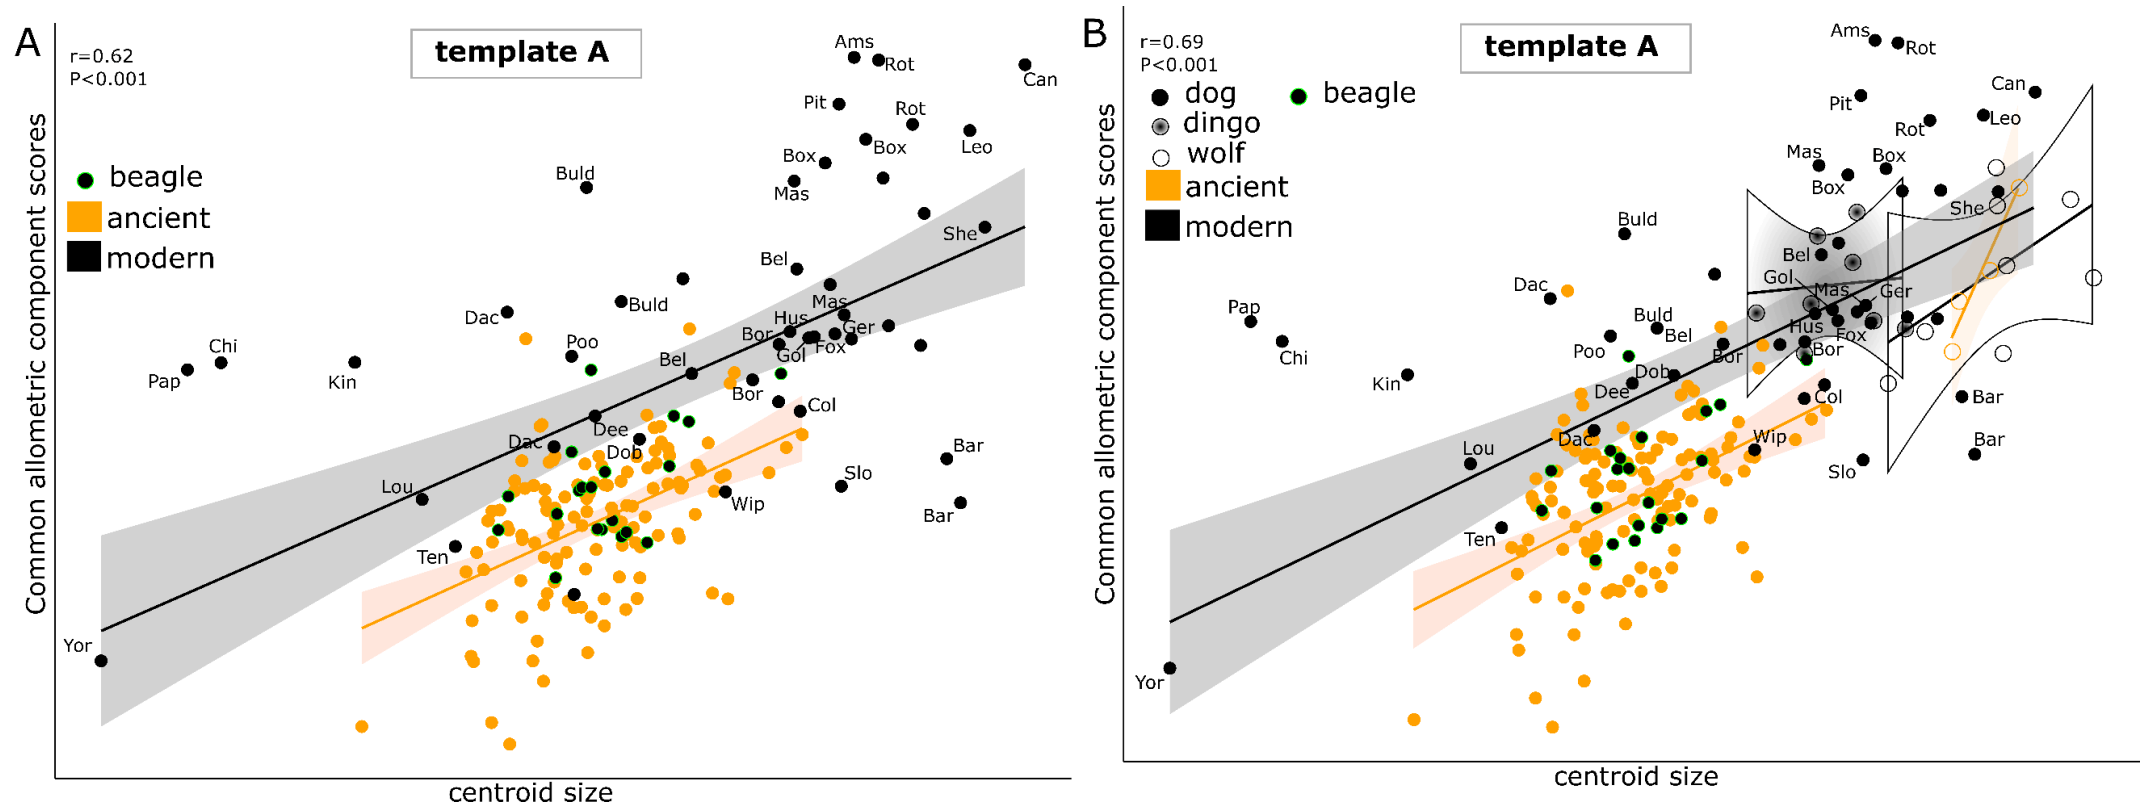 A
r=0.62
P<0.001
template A
beagle
ancient
modern
Common allometric component scores
centroid size
Ams
Rot
Can
Pit
Rot
Box
Leo
Box
Mas
Buld
She
Bel
Mas
Buld
Dac
Hus
Ger
Bor
Poo
Gol
Fox
Chi
Pap
Kin
Bel
Bor
Col
Dee
Dac
Dob
Bar
Slo
Lou
Wip
Bar
Ten
Yor
B
r=0.69
P<0.001
template A
dog
beagle
dingo
wolf
ancient
modern
Common allometric component scores
centroid size
Ams
Rot
Can
Pit
Leo
Rot
Mas
Box
Box
She
Buld
Bel
Gol
Dac
Mas
Ger
Pap
Buld
Hus
Bel
Fox
Poo
Bor
Bor
Chi
Dob
Kin
Dee
Col
Bar
Dac
Wip
Bar
Lou
Slo
Ten
Yor